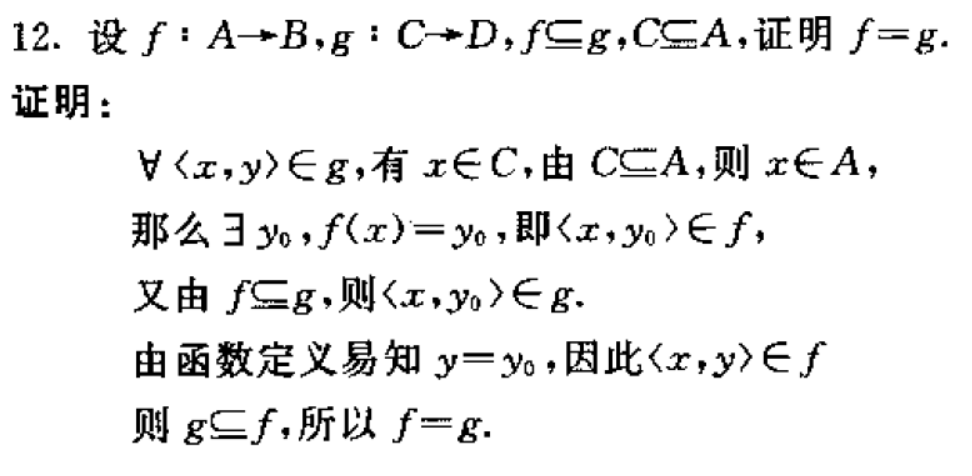 12. 设 f：A→B,g：C→D,f⊆g,C⊆A,证明 f=g.
证明：
∀⟨x,y⟩∈g,有 x∈C,由 C⊆A,则 x∈A,
那么∃y₀,f(x)=y₀,即⟨x,y₀⟩∈f,
又由 f⊆g,则⟨x,y₀⟩∈g.
由函数定义易知 y=y₀,因此⟨x,y⟩∈f
则 g⊆f,所以 f=g.